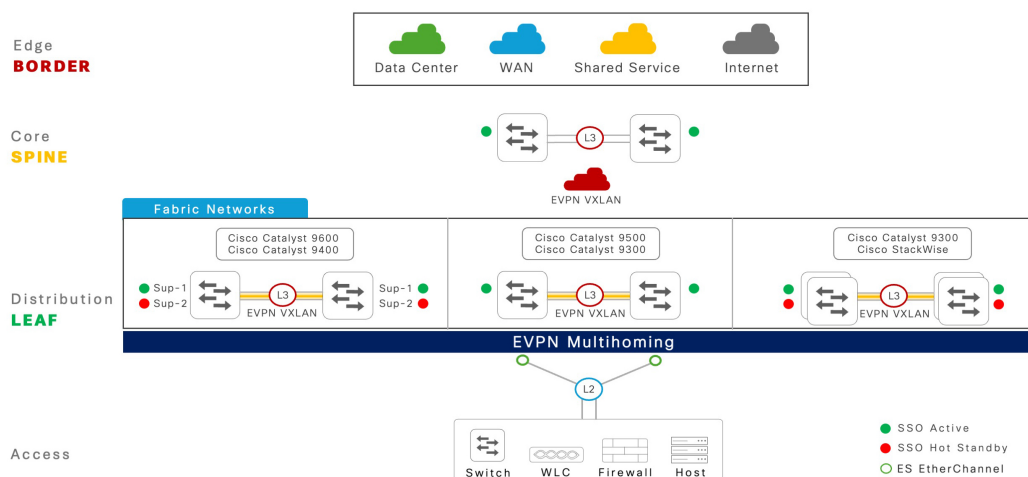 Edge
BORDER
Data Center
WAN
Shared Service
Internet
Core
SPINE
L3
EVPN VXLAN
Fabric Networks
Cisco Catalyst 9600
Cisco Catalyst 9400
Cisco Catalyst 9500
Cisco Catalyst 9300
Cisco Catalyst 9300
Cisco StackWise
Distribution
LEAF
Sup-1
Sup-2
L3
EVPN VXLAN
Sup-1
Sup-2
L3
EVPN VXLAN
L3
EVPN VXLAN
EVPN Multihoming
L2
Access
Switch
WLC
Firewall
Host
SSO Active
SSO Hot Standby
ES EtherChannel